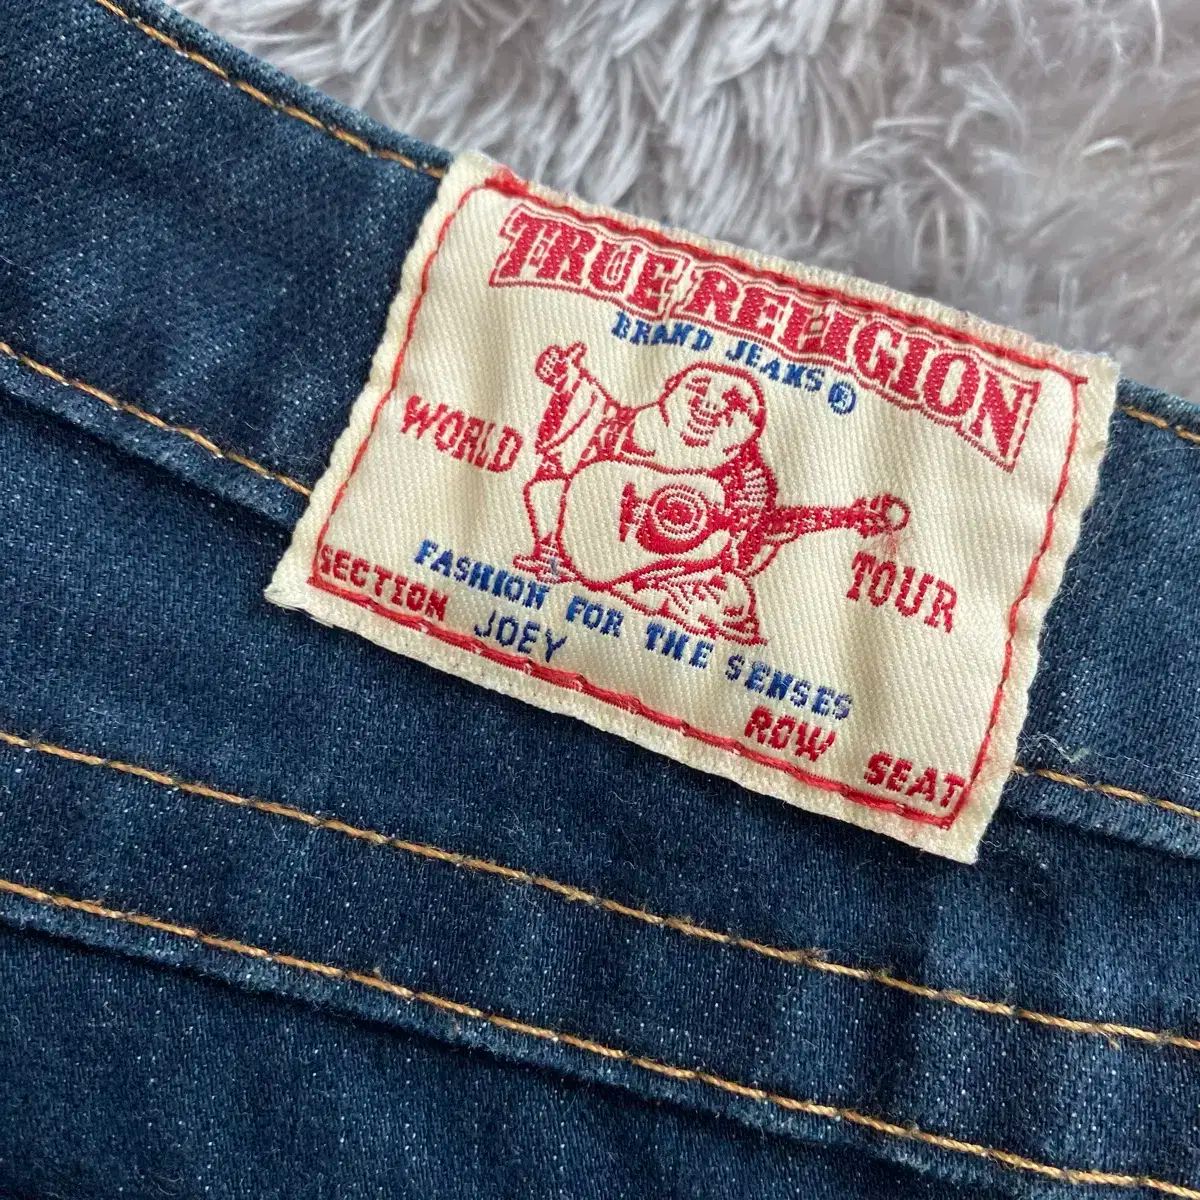 TRUE RELIGION
BRAND JEANS®
WORLD TOUR
FASHION FOR THE SENSES
SECTION JOEY ROW SEAT